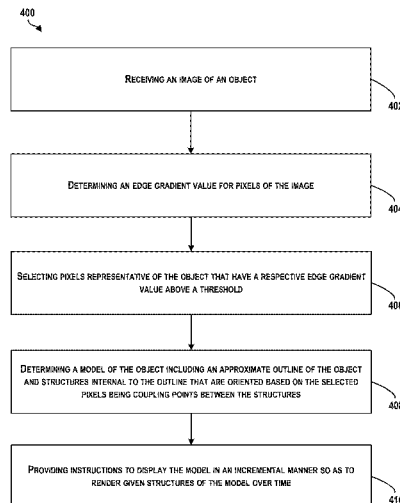 400
RECEIVING AN IMAGE OF AN OBJECT
402
DETERMINING AN EDGE GRADIENT VALUE FOR PIXELS OF THE IMAGE
404
SELECTING PIXELS REPRESENTATIVE OF THE OBJECT THAT HAVE A RESPECTIVE EDGE GRADIENT
VALUE ABOVE A THRESHOLD
406
DETERMINING A MODEL OF THE OBJECT INCLUDING AN APPROXIMATE OUTLINE OF THE OBJECT
AND STRUCTURES INTERNAL TO THE OUTLINE THAT ARE ORIENTED BASED ON THE SELECTED
PIXELS BEING COUPLING POINTS BETWEEN THE STRUCTURES
408
PROVIDING INSTRUCTIONS TO DISPLAY THE MODEL IN AN INCREMENTAL MANNER SO AS TO
RENDER GIVEN STRUCTURES OF THE MODEL OVER TIME
410